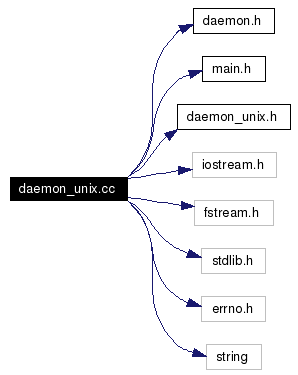 daemon.h
main.h
daemon_unix.h
daemon_unix.cc
iostream.h
fstream.h
stdlib.h
errno.h
string